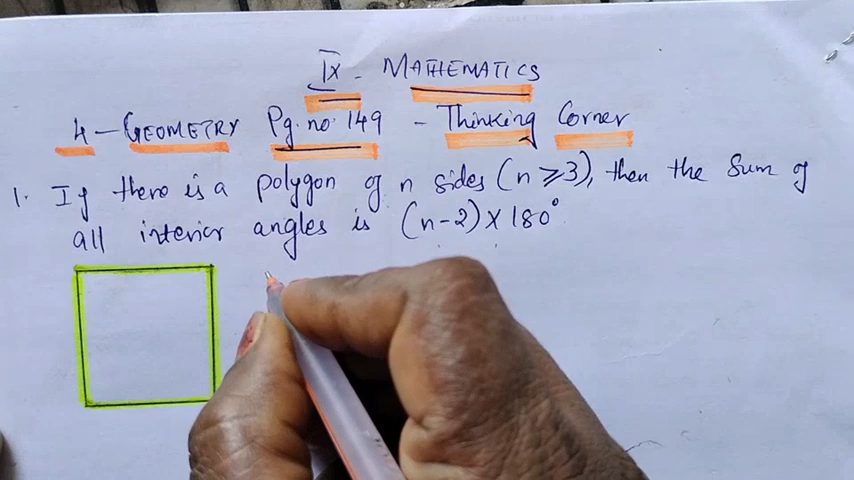 IX - MATHEMATICS
4 - GEOMETRY Pg. no. 149 - Thinking Corner
1. If there is a polygon of n sides (n ≥ 3), then the Sum of
all interior angles is (n-2) X 180°